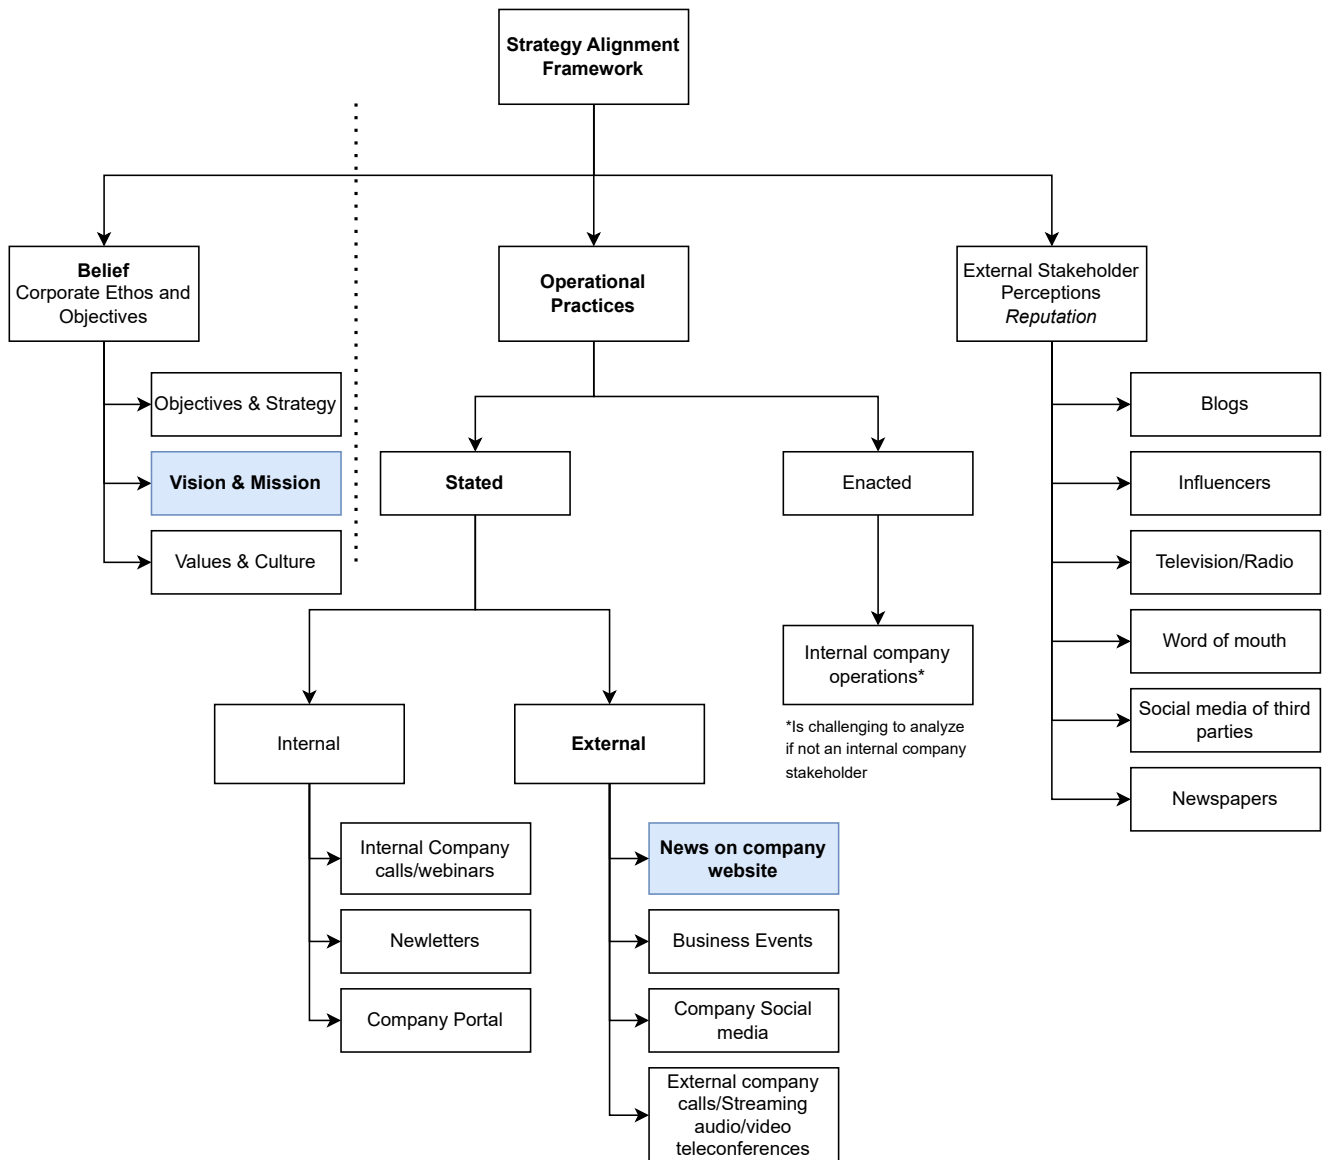 Strategy Alignment
Framework
Belief
Corporate Ethos and
Objectives
Objectives & Strategy
Vision & Mission
Values & Culture
Operational
Practices
Stated
Enacted
Internal company
operations*
*Is challenging to analyze
if not an internal company
stakeholder
Internal
Internal Company
calls/webinars
Newletters
Company Portal
External
News on company
website
Business Events
Company Social
media
External company
calls/Streaming
audio/video
teleconferences
External Stakeholder
Perceptions
Reputation
Blogs
Influencers
Television/Radio
Word of mouth
Social media of third
parties
Newspapers